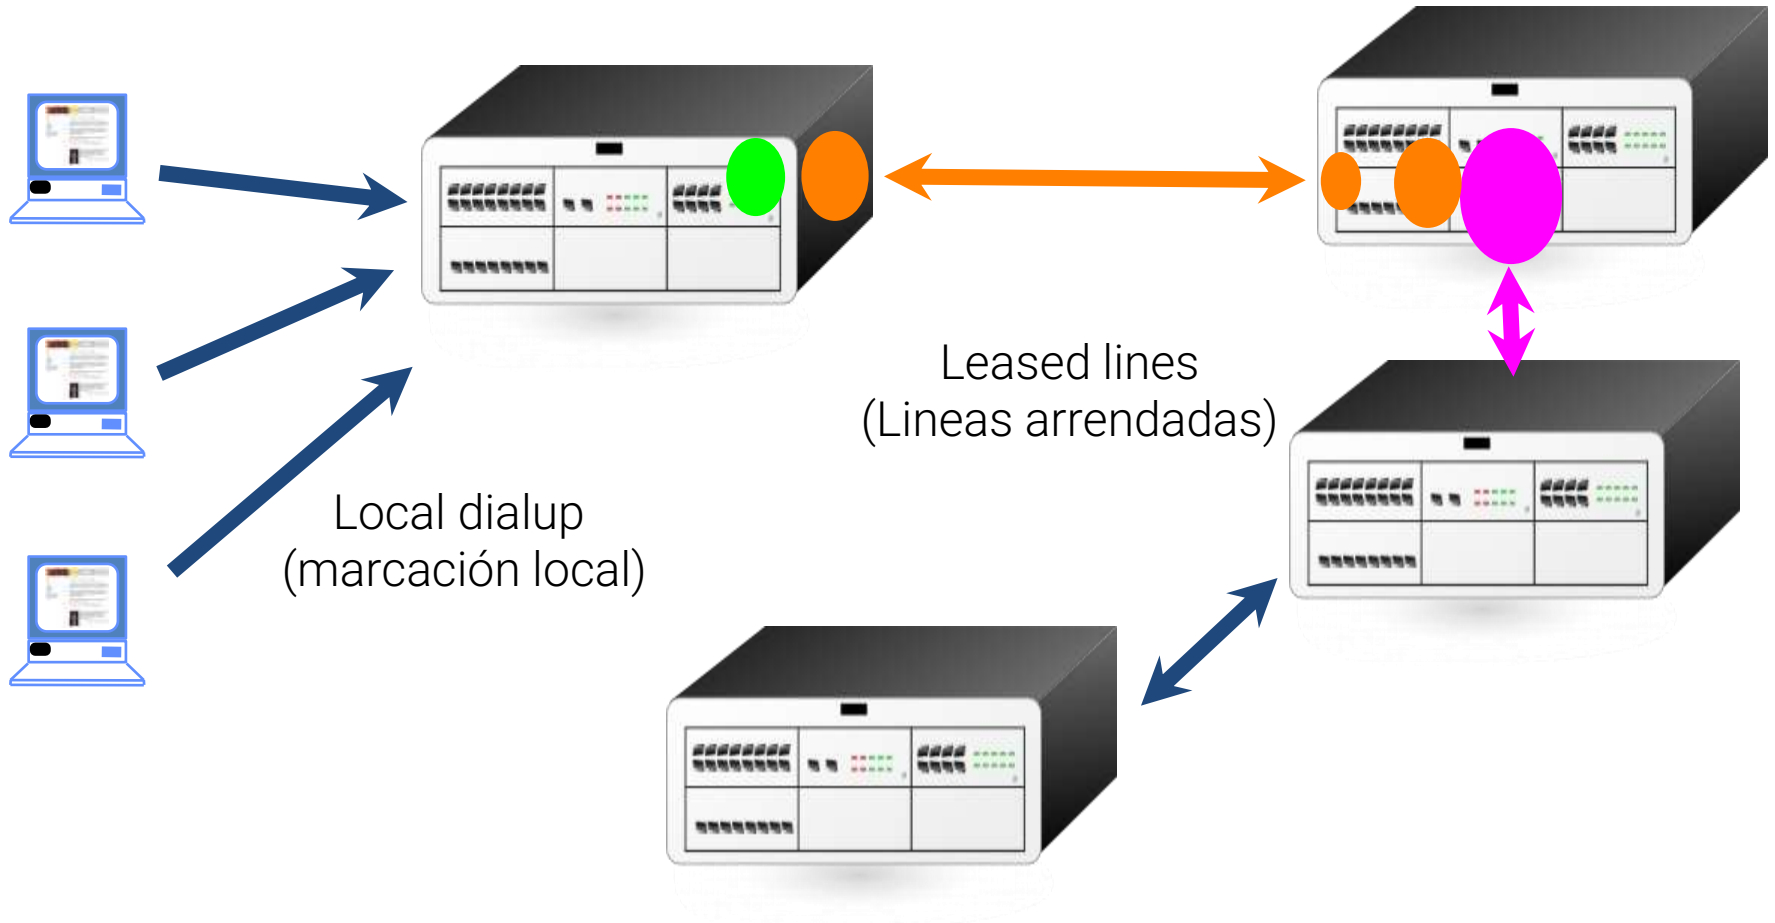 Leased lines
(Lineas arrendadas)
Local dialup
(marcación local)